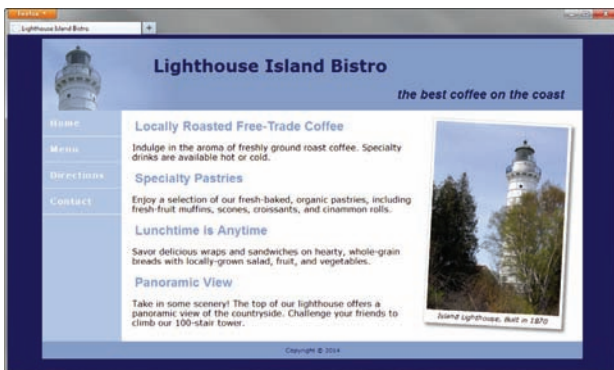 Firefox
Lighthouse Island Bistro
Lighthouse Island Bistro
the best coffee on the coast
Home
Menu
Directions
Contact
Locally Roasted Free-Trade Coffee
Indulge in the aroma of freshly ground roast coffee. Specialty
drinks are available hot or cold.
Specialty Pastries
Enjoy a selection of our fresh-baked, organic pastries, including
fresh-fruit muffins, scones, croissants, and cinammon rolls.
Lunchtime is Anytime
Savor delicious wraps and sandwiches on hearty, whole-grain
breads with locally-grown salad, fruit, and vegetables.
Panoramic View
Take in some scenery! The top of our lighthouse offers a
panoramic view of the countryside. Challenge your friends to
climb our 100-stair tower.
Island Lighthouse, Built in 1870
Copyright © 2014